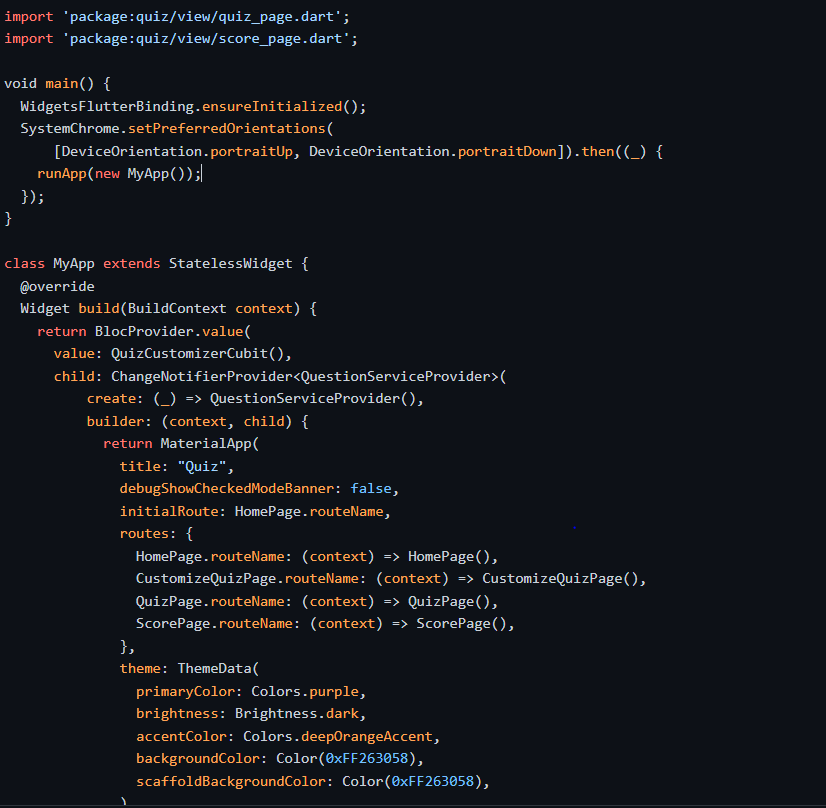 import 'package:quiz/view/quiz_page.dart';
import 'package:quiz/view/score_page.dart';

void main() {
  WidgetsFlutterBinding.ensureInitialized();
  SystemChrome.setPreferredOrientations(
      [DeviceOrientation.portraitUp, DeviceOrientation.portraitDown]).then((_) {
    runApp(new MyApp());
  });
}

class MyApp extends StatelessWidget {
  @override
  Widget build(BuildContext context) {
    return BlocProvider.value(
      value: QuizCustomizerCubit(),
      child: ChangeNotifierProvider<QuestionServiceProvider>(
          create: (_) => QuestionServiceProvider(),
          builder: (context, child) {
            return MaterialApp(
              title: "Quiz",
              debugShowCheckedModeBanner: false,
              initialRoute: HomePage.routeName,
              routes: {
                HomePage.routeName: (context) => HomePage(),
                CustomizeQuizPage.routeName: (context) => CustomizeQuizPage(),
                QuizPage.routeName: (context) => QuizPage(),
                ScorePage.routeName: (context) => ScorePage(),
              },
              theme: ThemeData(
                primaryColor: Colors.purple,
                brightness: Brightness.dark,
                accentColor: Colors.deepOrangeAccent,
                backgroundColor: Color(0xFF263058),
                scaffoldBackgroundColor: Color(0xFF263058),
              )